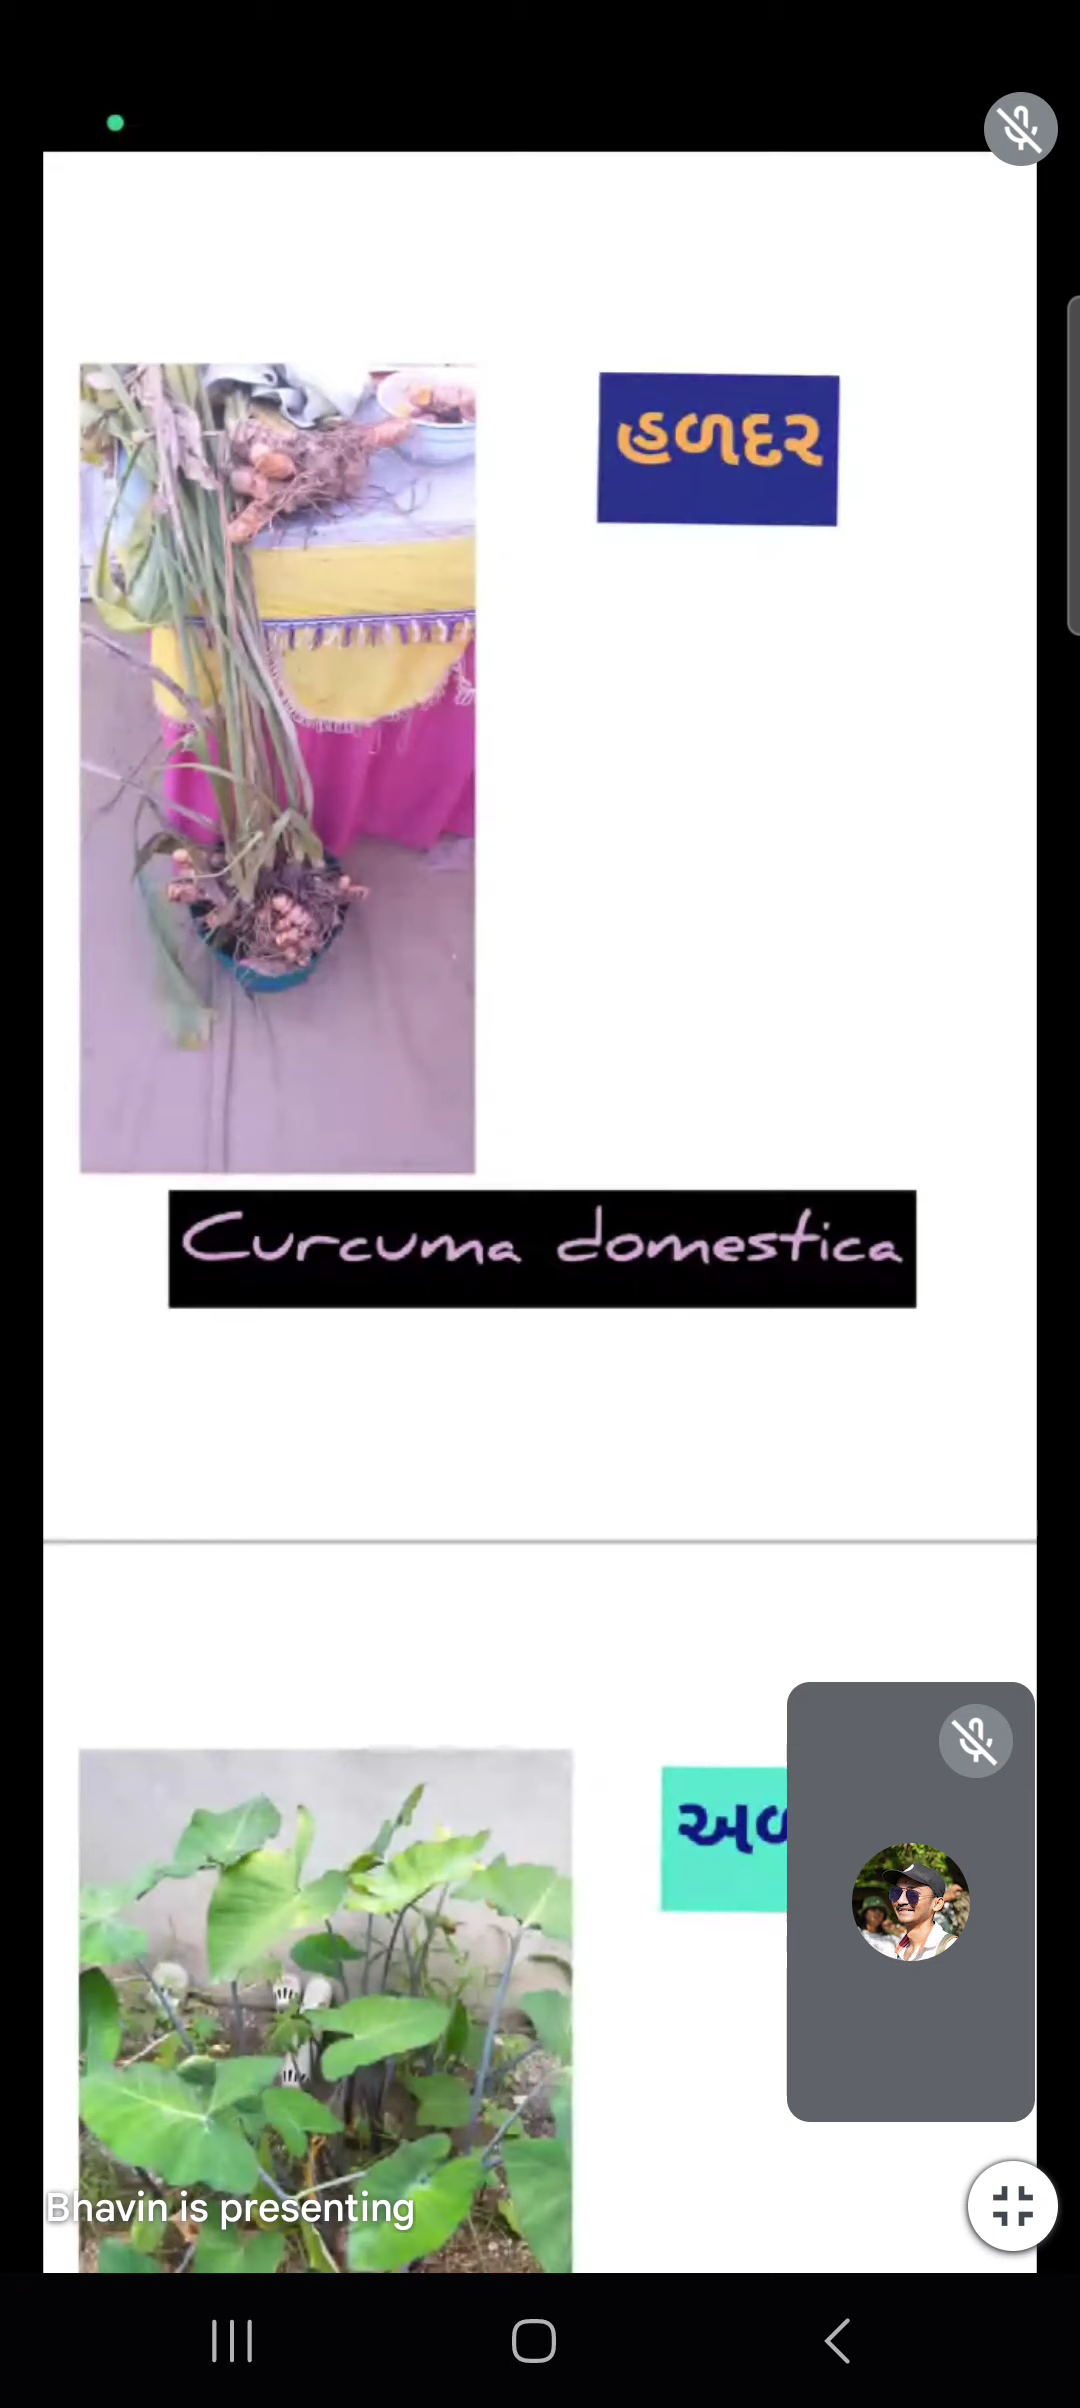 હળદર
Curcuma domestica
Bhavin is presenting